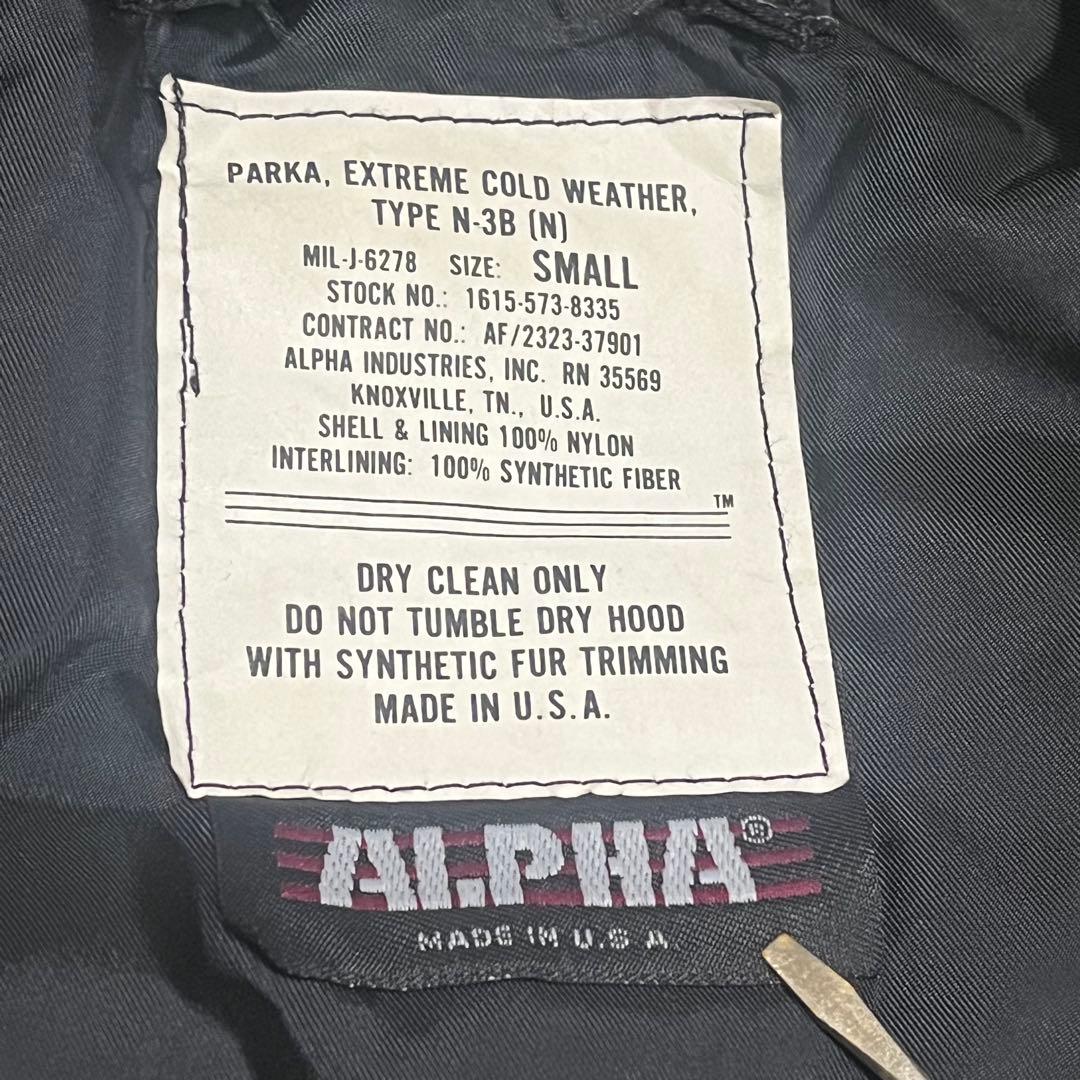 PARKA, EXTREME COLD WEATHER,
TYPE N-3B (N)
MIL-J-6278 SIZE: SMALL
STOCK NO.: 1615-573-8335
CONTRACT NO.: AF/2323-37901
ALPHA INDUSTRIES, INC. RN 35569
KNOXVILLE, TN., U.S.A.
SHELL & LINING 100% NYLON
INTERLINING: 100% SYNTHETIC FIBER
TM
DRY CLEAN ONLY
DO NOT TUMBLE DRY HOOD
WITH SYNTHETIC FUR TRIMMING
MADE IN U.S.A.
ALPHA®
MADE IN U.S.A.